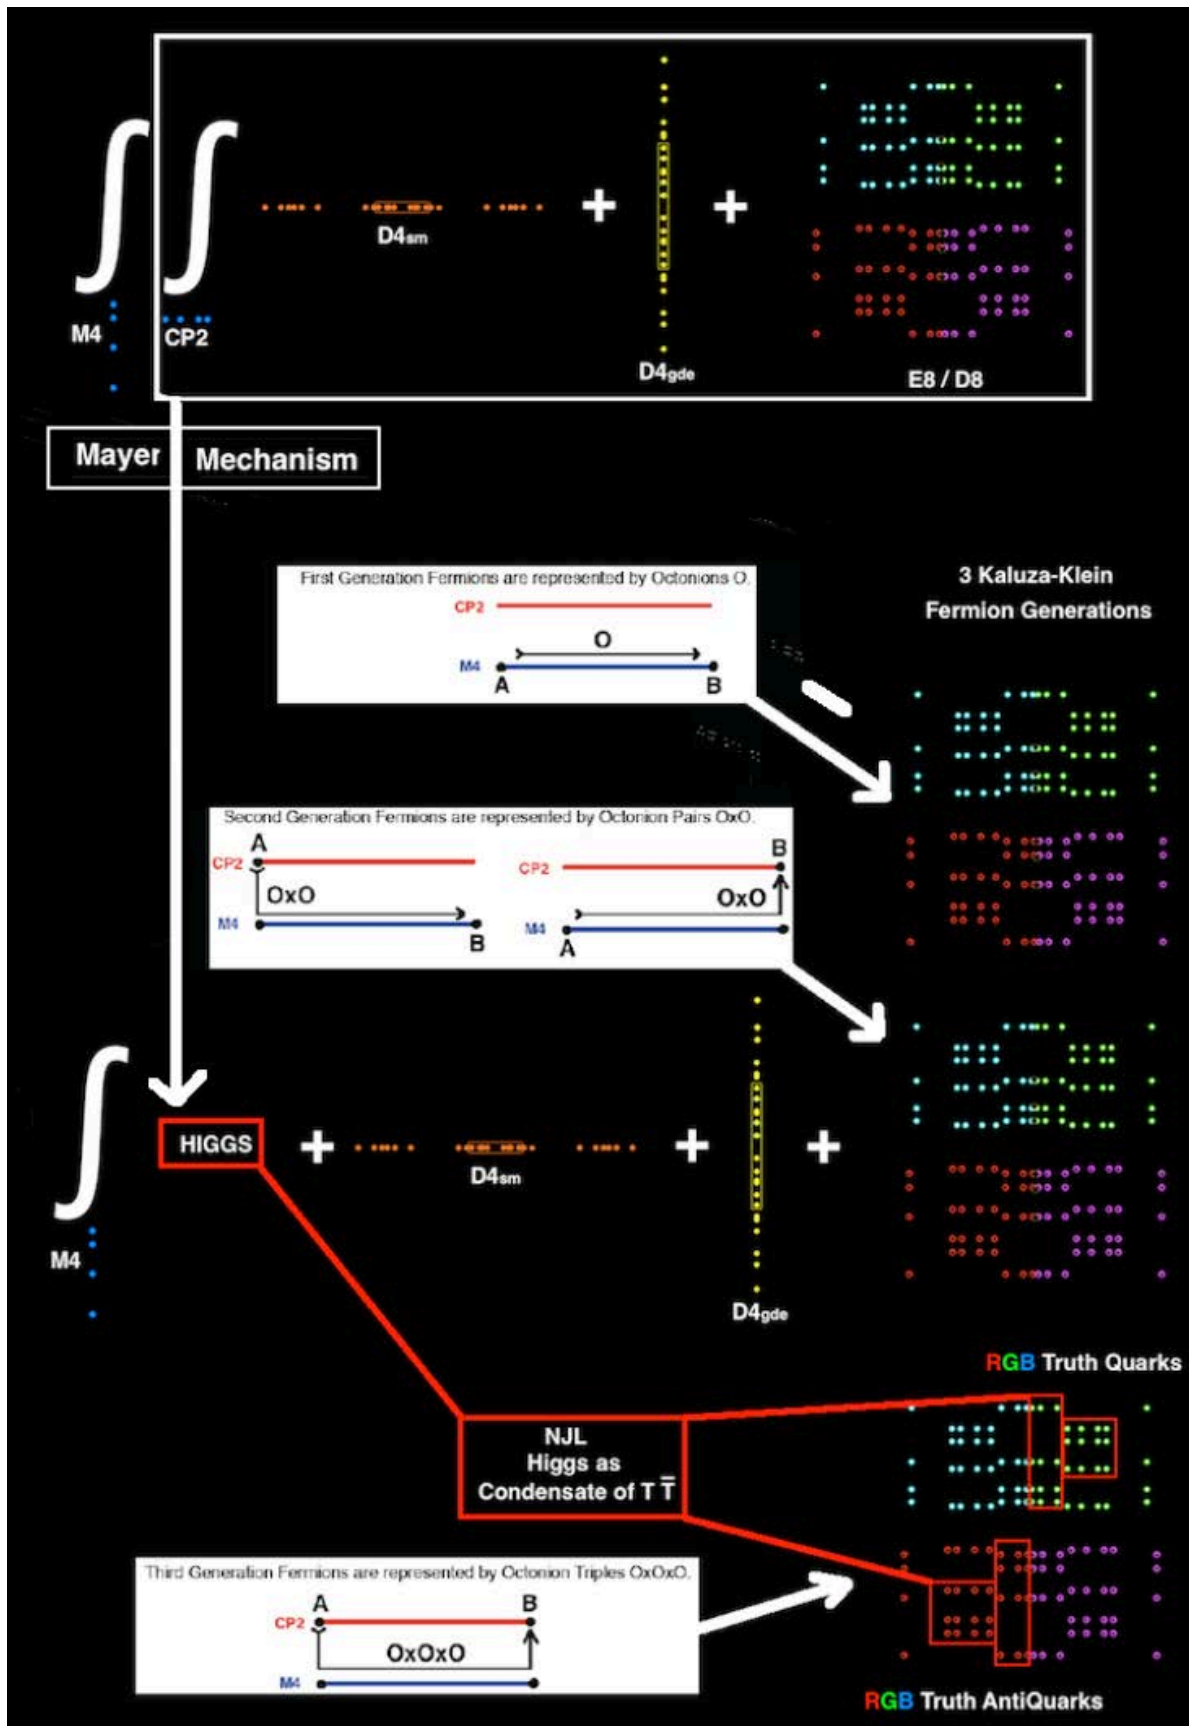 D4sm
M4
CP2
D4gde
E8 / D8
Mayer Mechanism
First Generation Fermions are represented by Octonions O.
CP2
O
M4
A
B
3 Kaluza-Klein
Fermion Generations
Second Generation Fermions are represented by Octonion Pairs OxO.
A
CP2
OxO
M4
B
B
CP2
OxO
M4
A
HIGGS
D4sm
M4
D4gde
RGB Truth Quarks
NJL
Higgs as
Condensate of T T̅
Third Generation Fermions are represented by Octonion Triples OxOxO.
A
B
CP2
OxOxO
M4
RGB Truth AntiQuarks